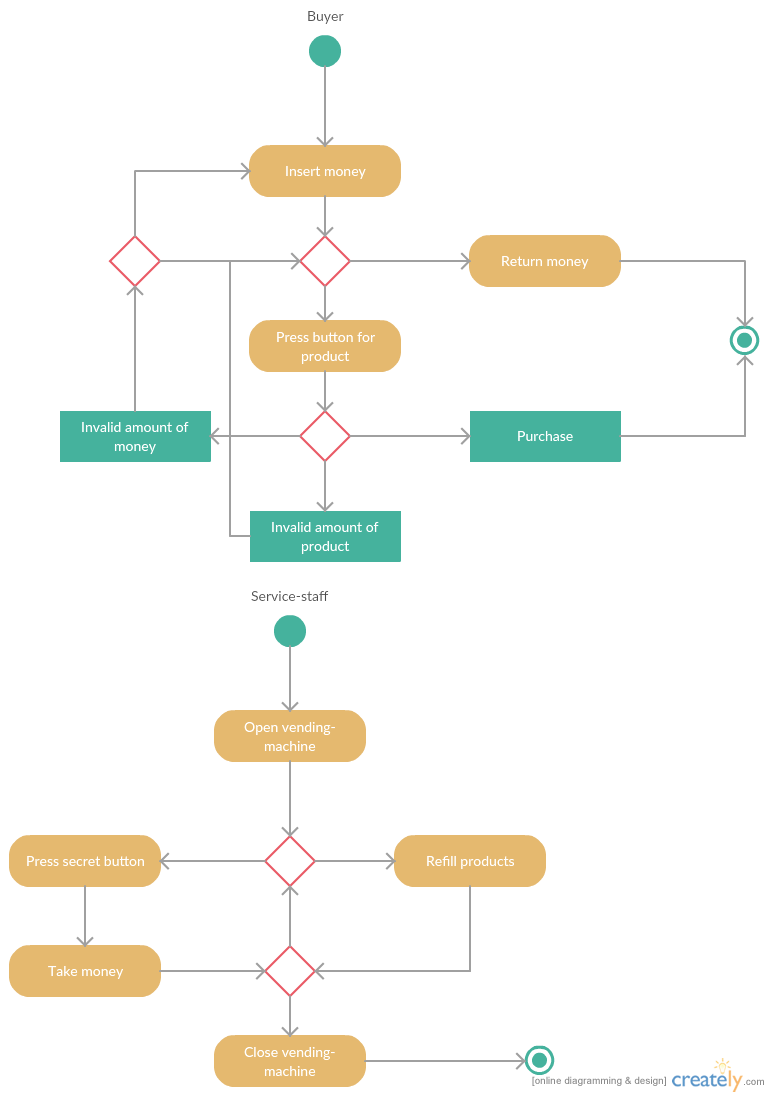 Buyer
Insert money
Return money
Press button for
product
Invalid amount of
money
Purchase
Invalid amount of
product
Service-staff
Open vending-
machine
Press secret button
Refill products
Take money
Close vending-
machine
[online diagramming & design] creately.com